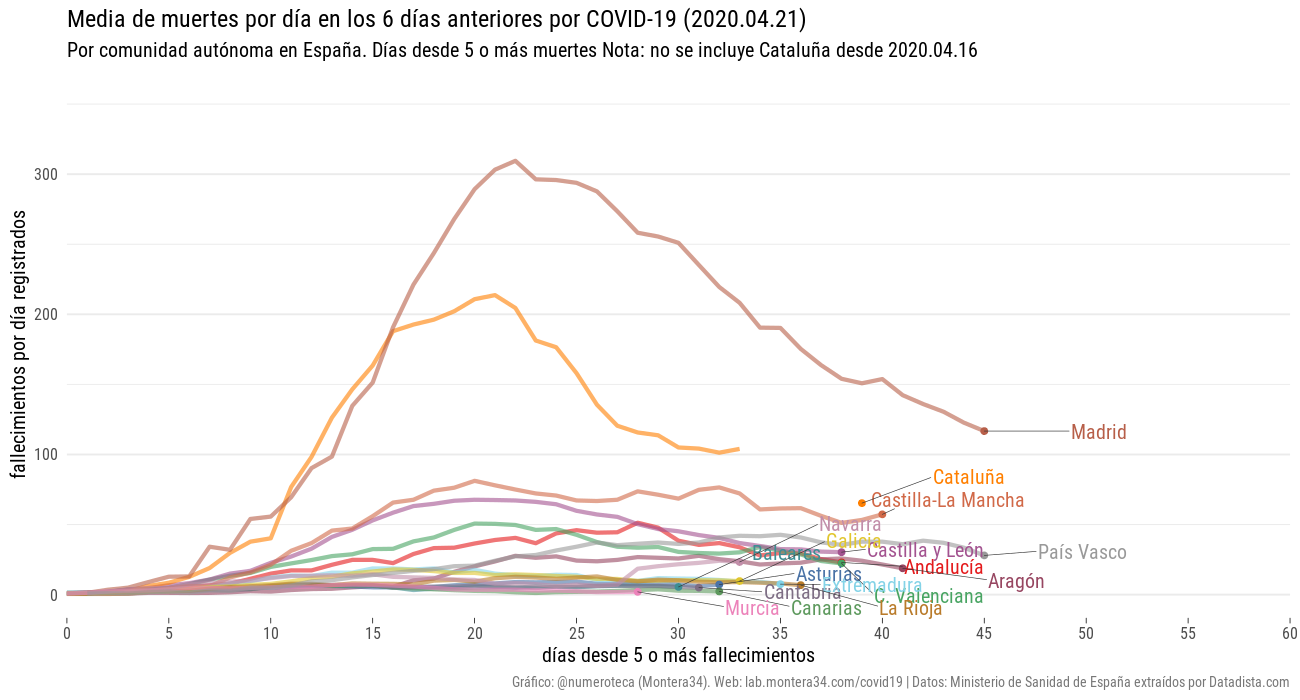 Media de muertes por día en los 6 días anteriores por COVID-19 (2020.04.21)
Por comunidad autónoma en España. Días desde 5 o más muertes Nota: no se incluye Cataluña desde 2020.04.16
fallecimientos por día registrados
300
200
100
0
Madrid
Cataluña
Castilla-La Mancha
Navarra
Galicia
Baleares
Castilla y León
País Vasco
Andalucía
Asturias
Extremadura
Aragón
Cantabria
C. Valenciana
Murcia
Canarias
La Rioja
0 5 10 15 20 25 30 35 40 45 50 55 60
días desde 5 o más fallecimientos
Gráfico: @numeroteca (Montera34). Web: lab.montera34.com/covid19 | Datos: Ministerio de Sanidad de España extraídos por Datadista.com